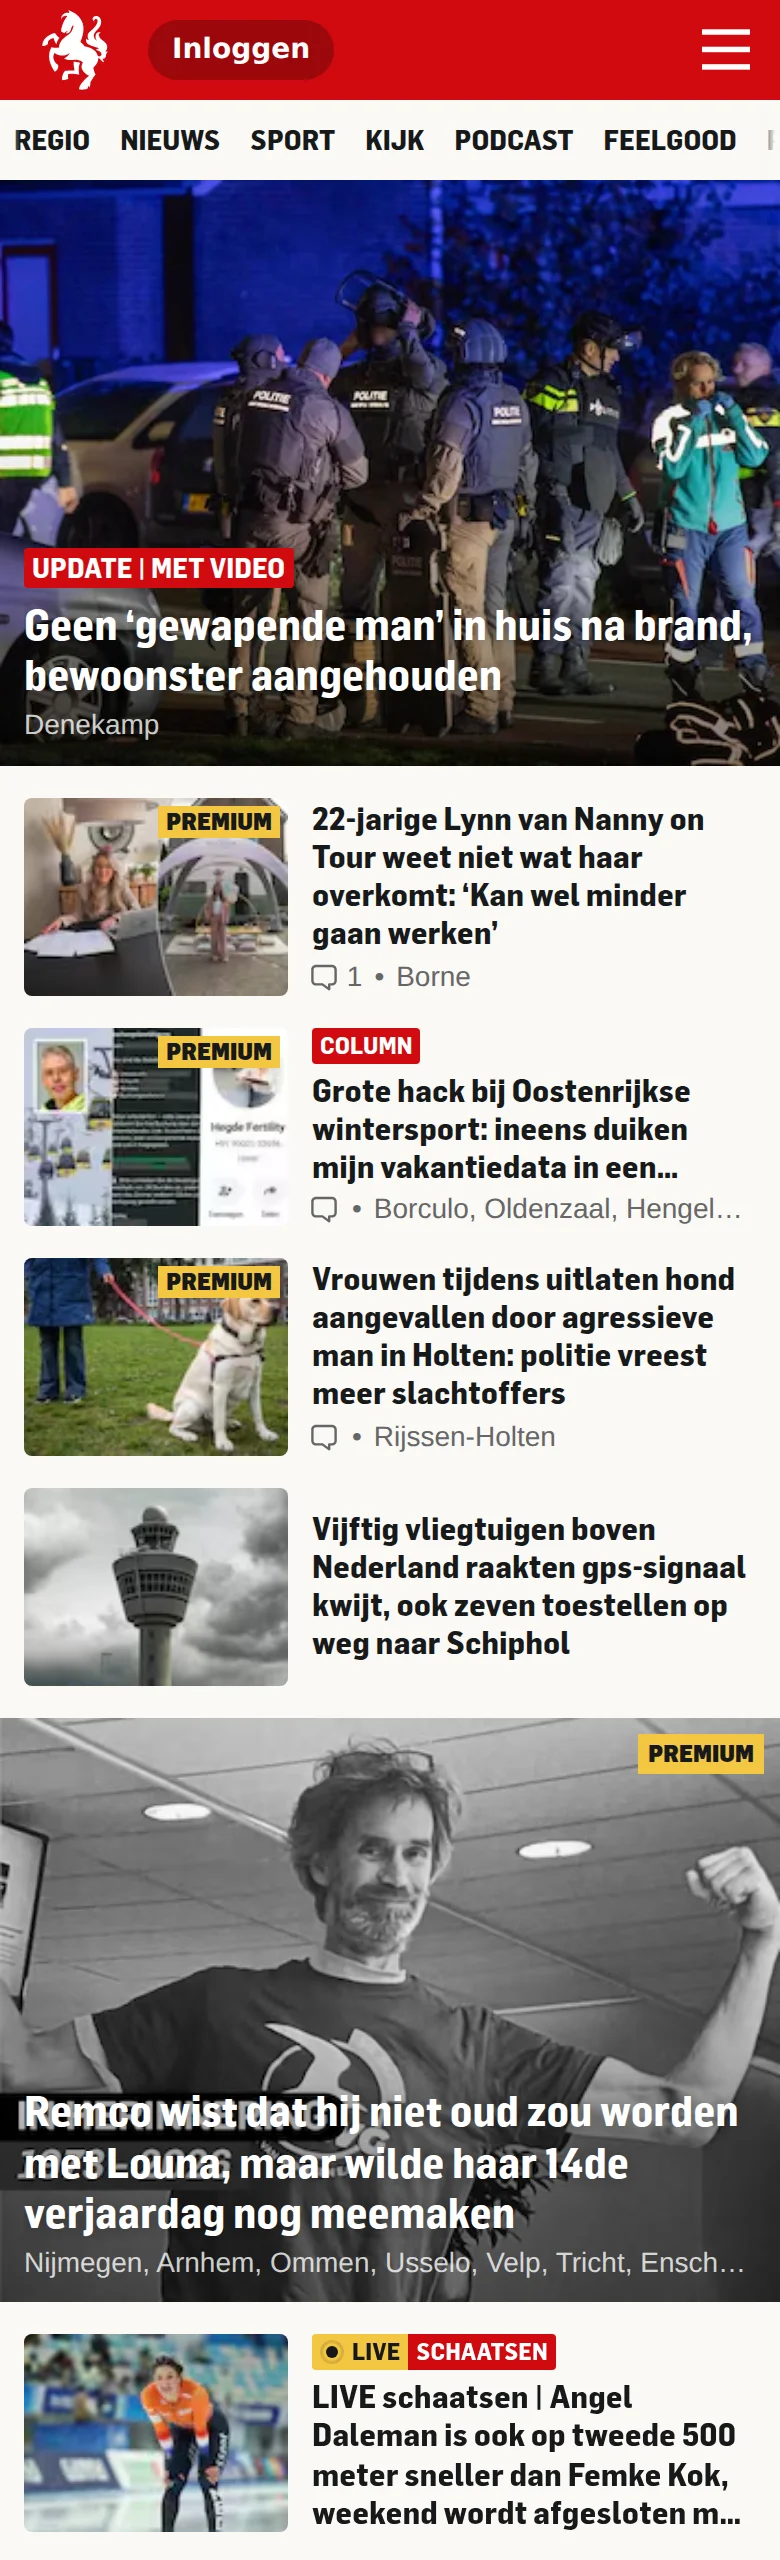 Inloggen
REGIO NIEUWS SPORT KIJK PODCAST FEELGOOD
POLITIE
POLITIE
POLITIE
UPDATE | MET VIDEO
Geen ‘gewapende man’ in huis na brand,
bewoonster aangehouden
Denekamp
PREMIUM
22-jarige Lynn van Nanny on
Tour weet niet wat haar
overkomt: ‘Kan wel minder
gaan werken’
1 • Borne
PREMIUM
Hegde Fertility
COLUMN
Grote hack bij Oostenrijkse
wintersport: ineens duiken
mijn vakantiedata in een...
• Borculo, Oldenzaal, Hengel...
PREMIUM
Vrouwen tijdens uitlaten hond
aangevallen door agressieve
man in Holten: politie vreest
meer slachtoffers
• Rijssen-Holten
Vijftig vliegtuigen boven
Nederland raakten gps-signaal
kwijt, ook zeven toestellen op
weg naar Schiphol
PREMIUM
Remco wist dat hij niet oud zou worden
met Louna, maar wilde haar 14de
verjaardag nog meemaken
Nijmegen, Arnhem, Ommen, Usselo, Velp, Tricht, Ensch...
LIVE SCHAATSEN
LIVE schaatsen | Angel
Daleman is ook op tweede 500
meter sneller dan Femke Kok,
weekend wordt afgesloten m...